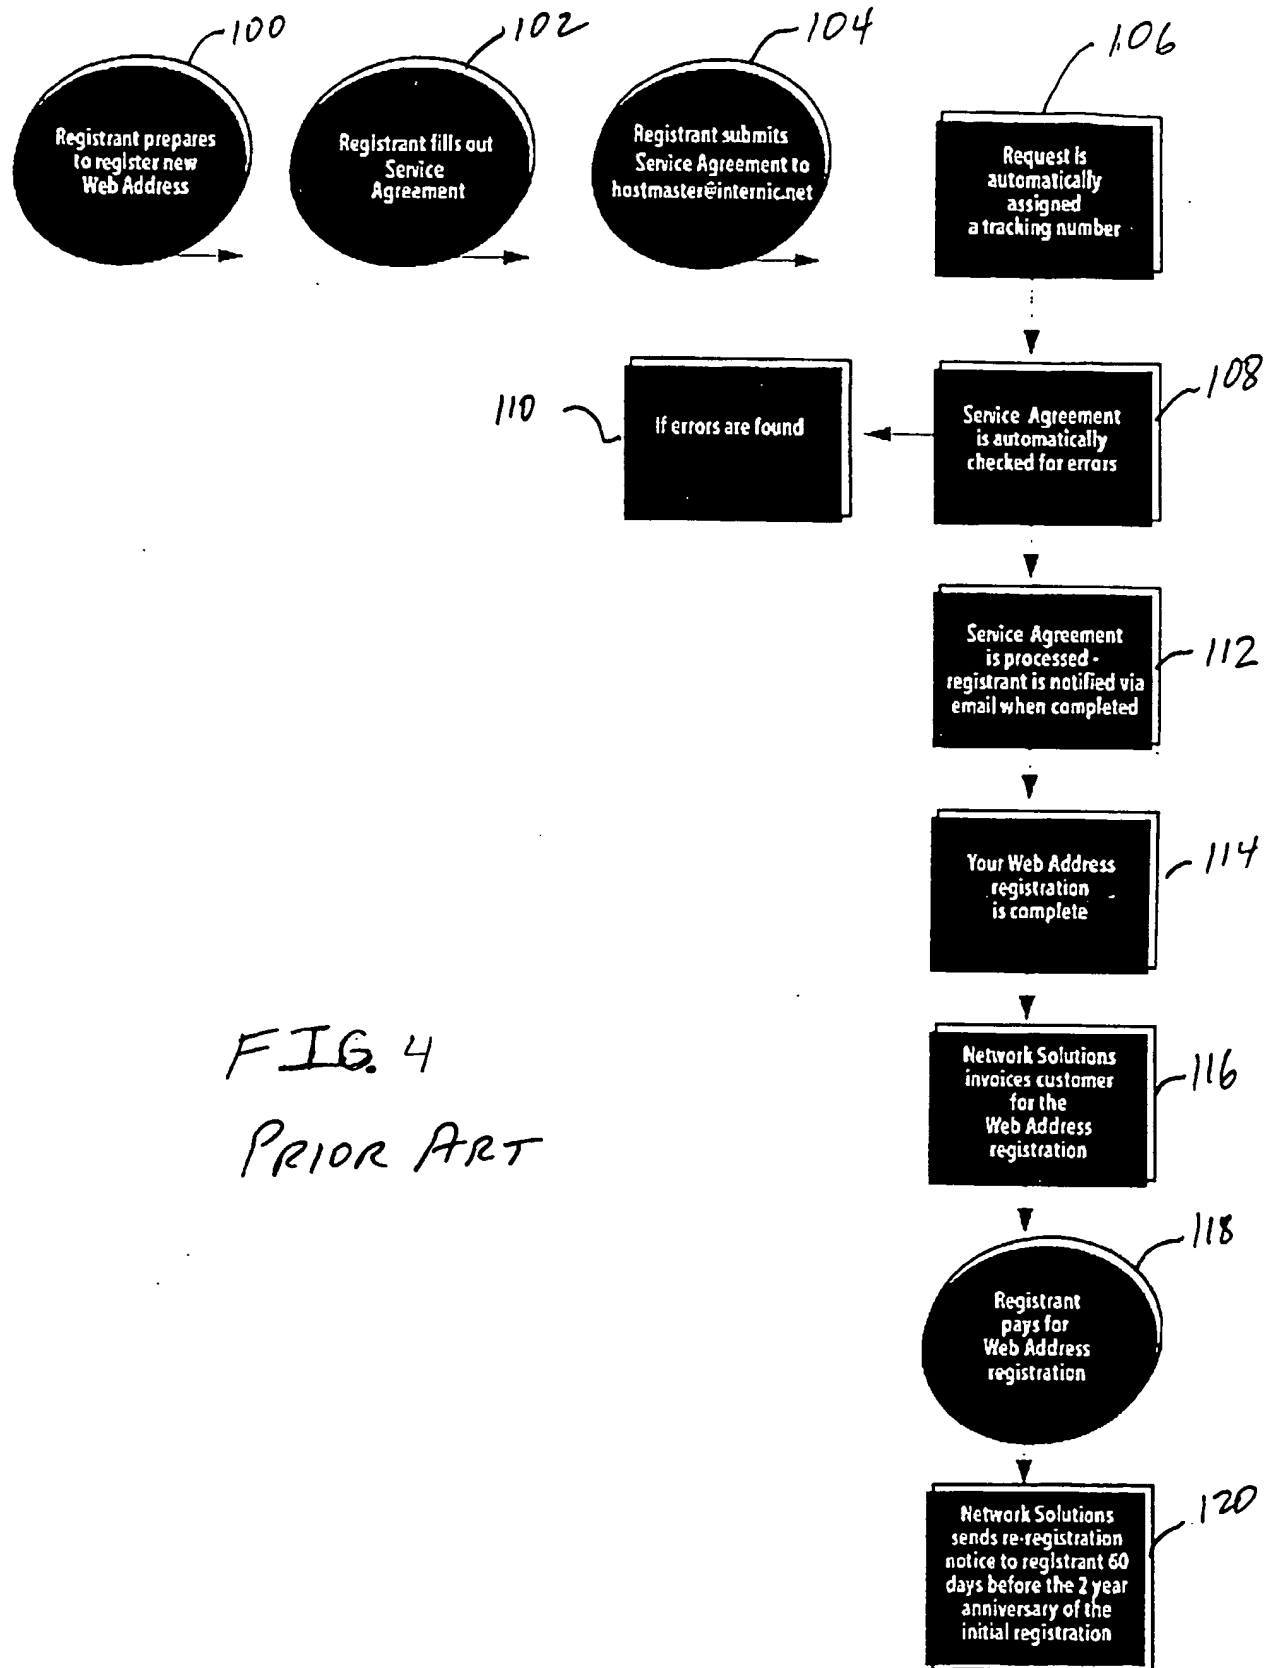 100
102
104
106
Registrant prepares
to register new
Web Address
Registrant fills out
Service
Agreement
Registrant submits
Service Agreement to
hostmaster@internic.net
Request is
automatically
assigned
a tracking number
110
If errors are found
108
Service Agreement
is automatically
checked for errors
112
Service Agreement
is processed -
registrant is notified via
email when completed
114
Your Web Address
registration
is complete
FIG. 4
PRIOR ART
116
Network Solutions
invoices customer
for the
Web Address
registration
118
Registrant
pays for
Web Address
registration
120
Network Solutions
sends re-registration
notice to registrant 60
days before the 2 year
anniversary of the
initial registration